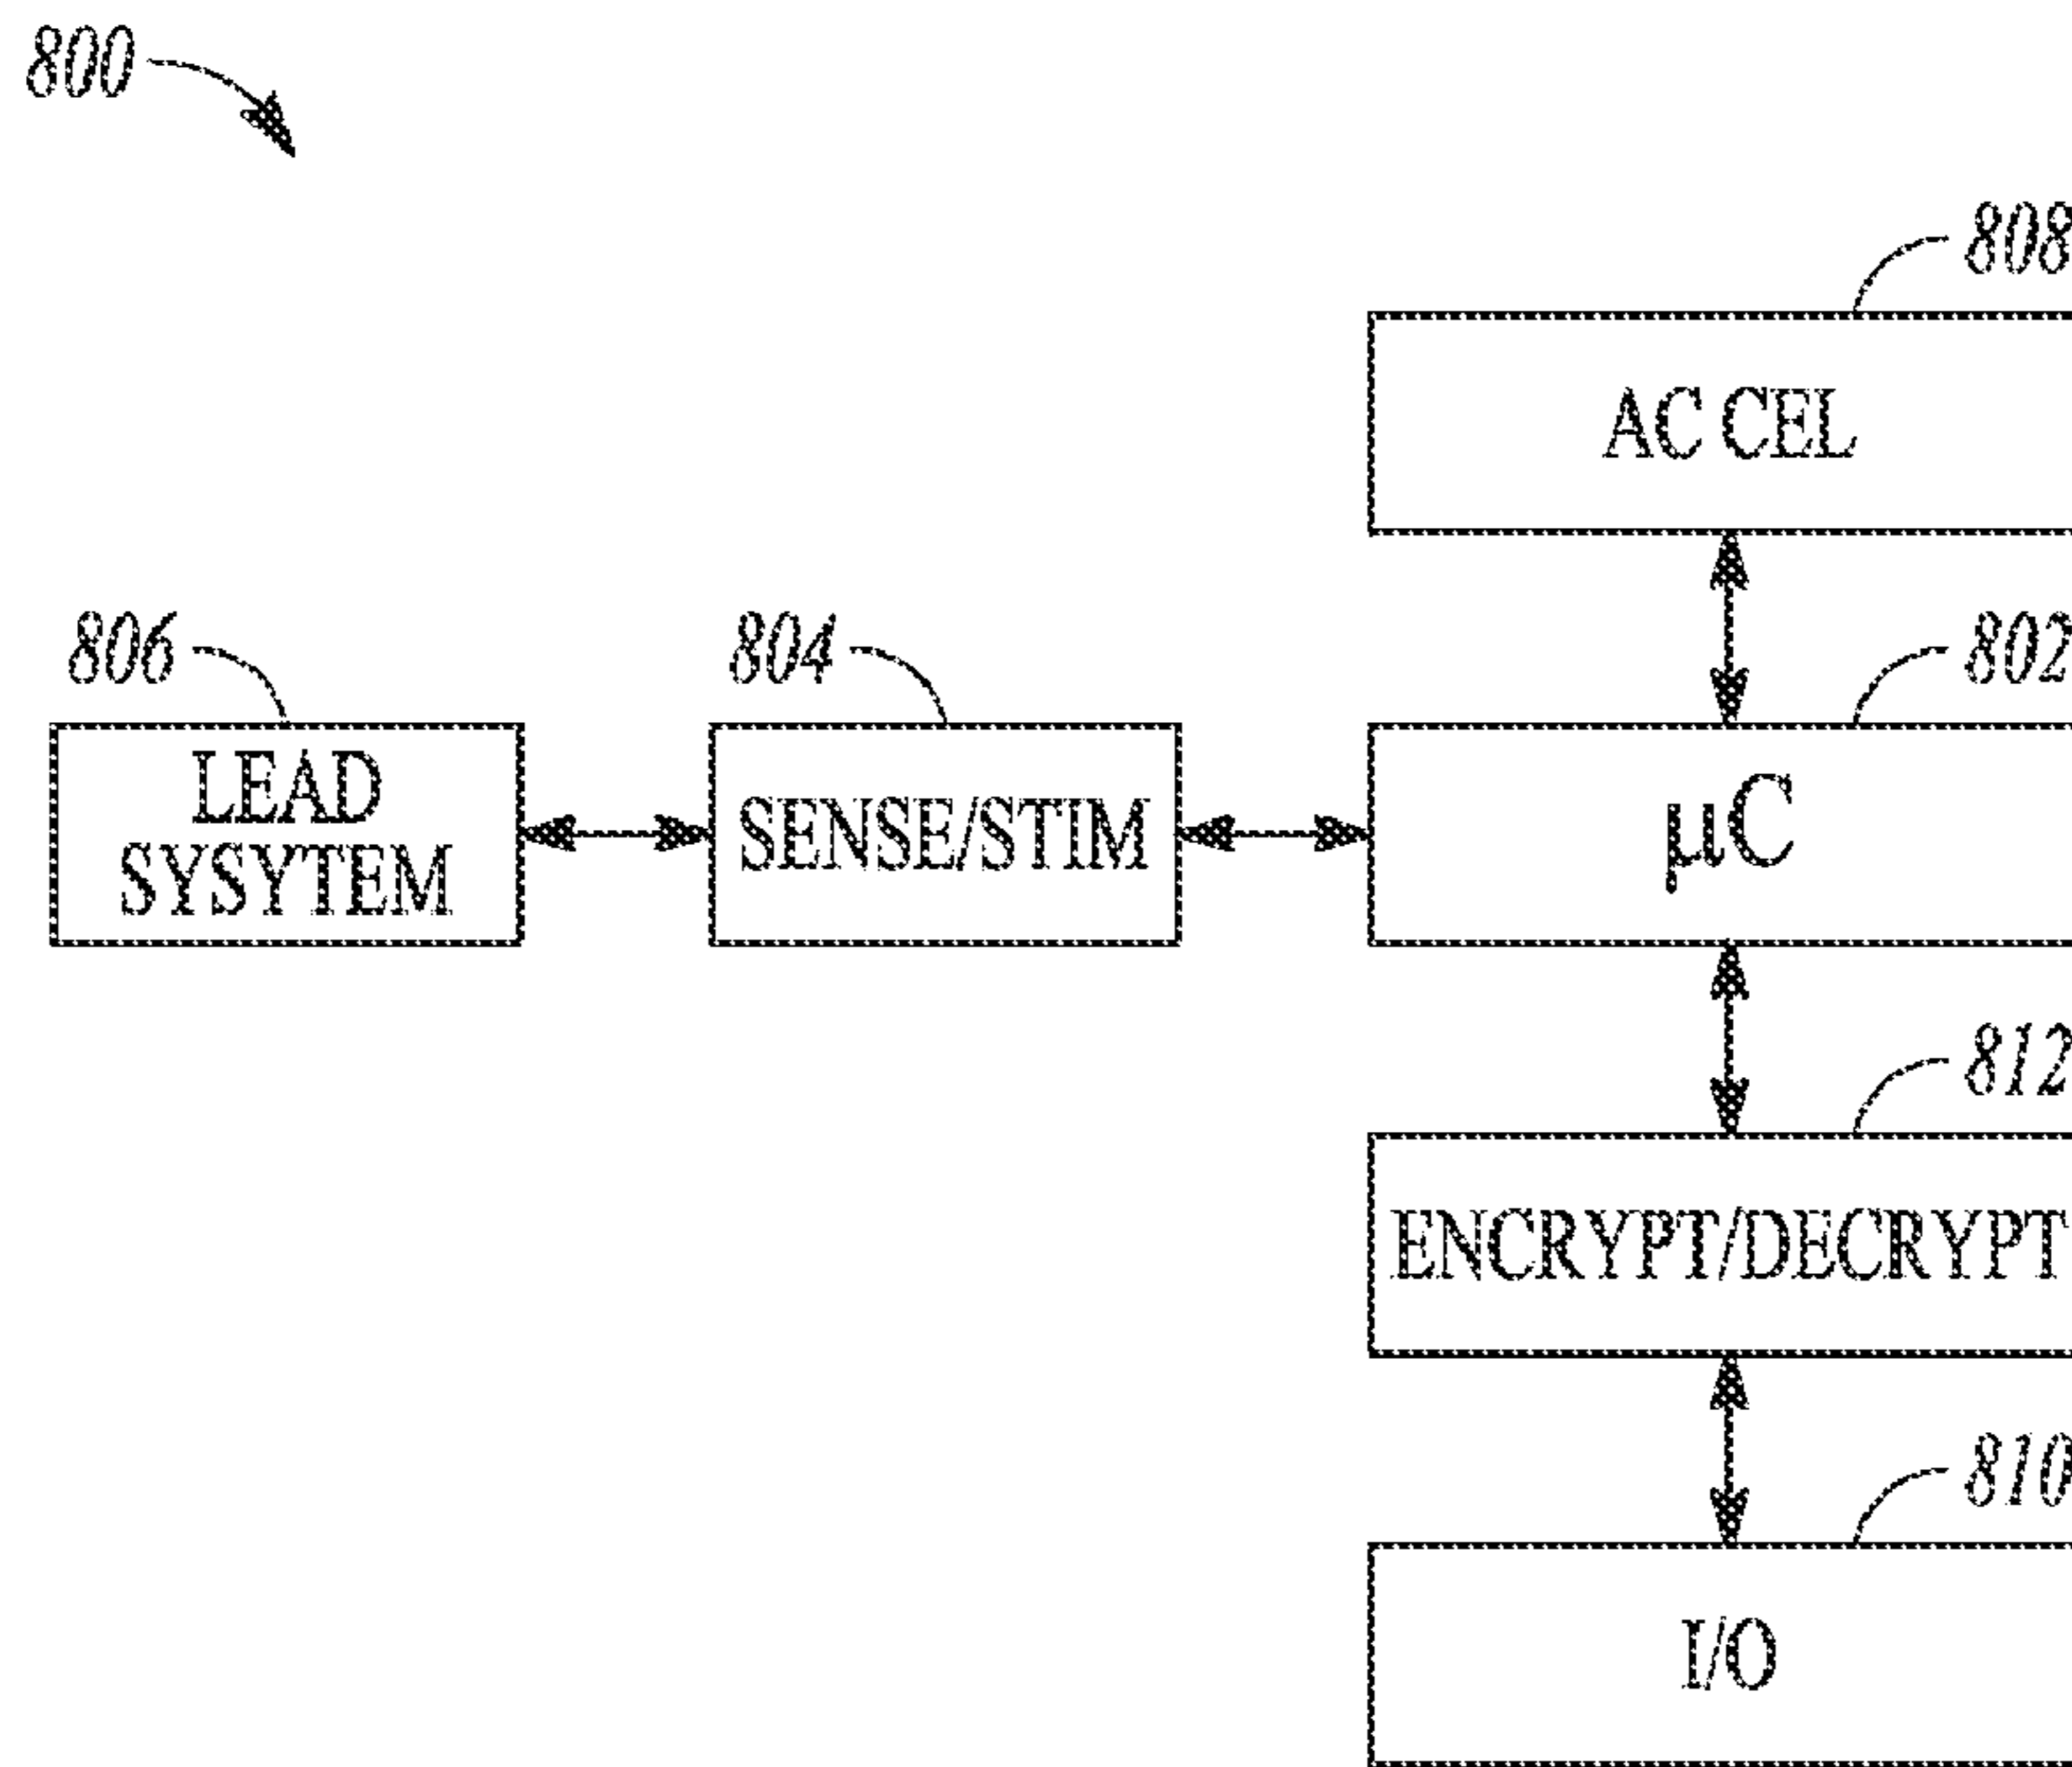 800
808
AC CEL
806
804
802
LEAD
SYSYTEM
SENSE/STIM
µC
812
ENCRYPT/DECRYPT
810
I/O